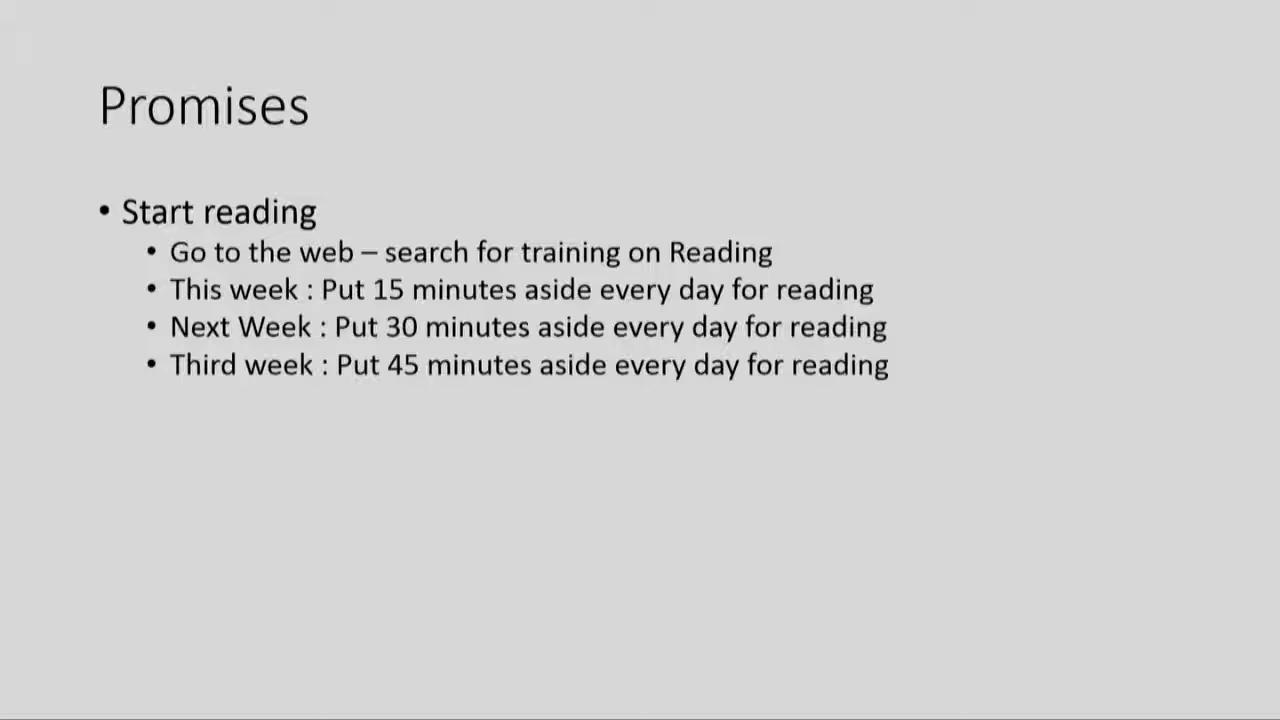 Promises
• Start reading
• Go to the web – search for training on Reading
• This week : Put 15 minutes aside every day for reading
• Next Week : Put 30 minutes aside every day for reading
• Third week : Put 45 minutes aside every day for reading